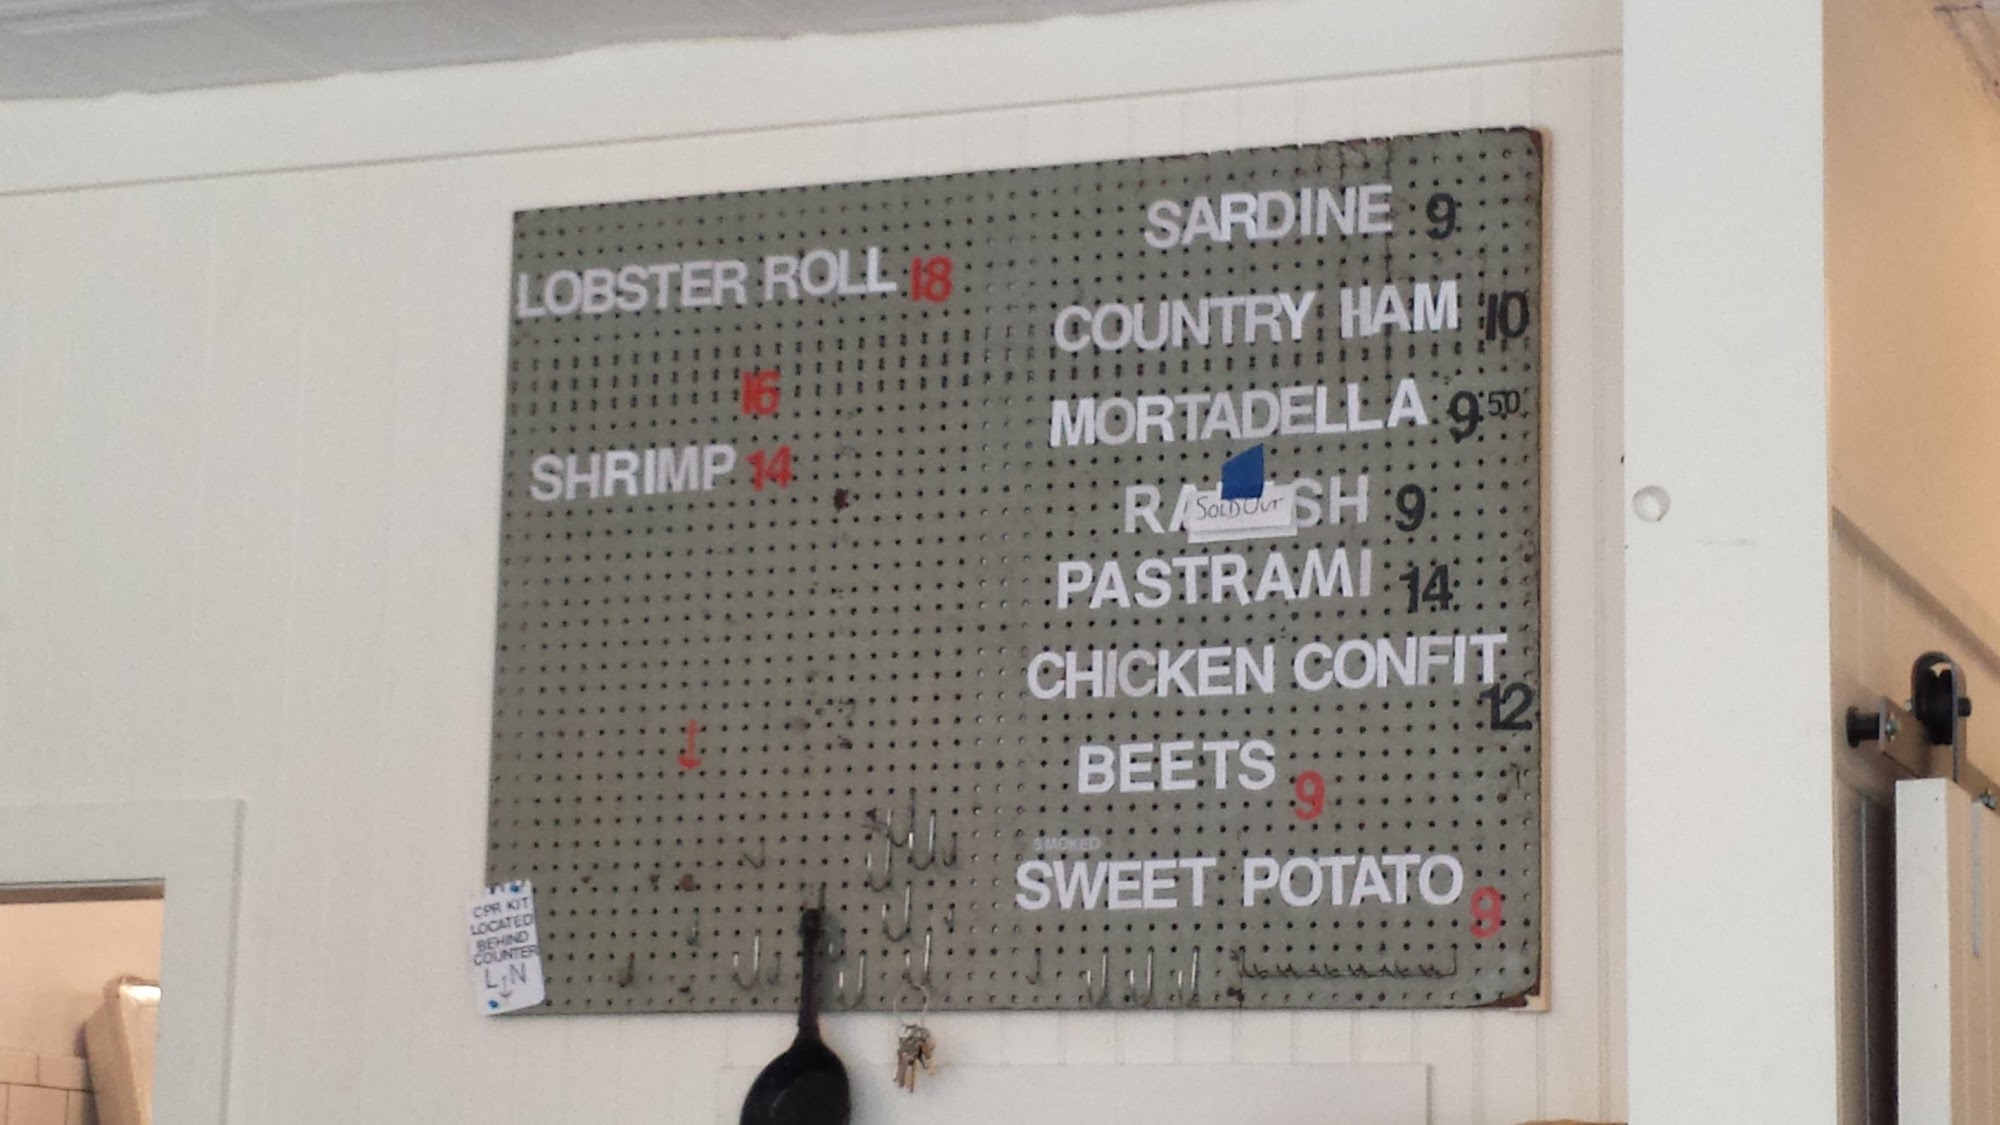 LOBSTER ROLL 18
16
SHRIMP 14
SARDINE 9
COUNTRY HAM 10
MORTADELLA 9.50
RA SH 9
SOLD OUT
PASTRAMI 14
CHICKEN CONFIT
12
BEETS 9
SMOKED
SWEET POTATO 9
CPR KIT
LOCATED
BEHIND
COUNTER
L N